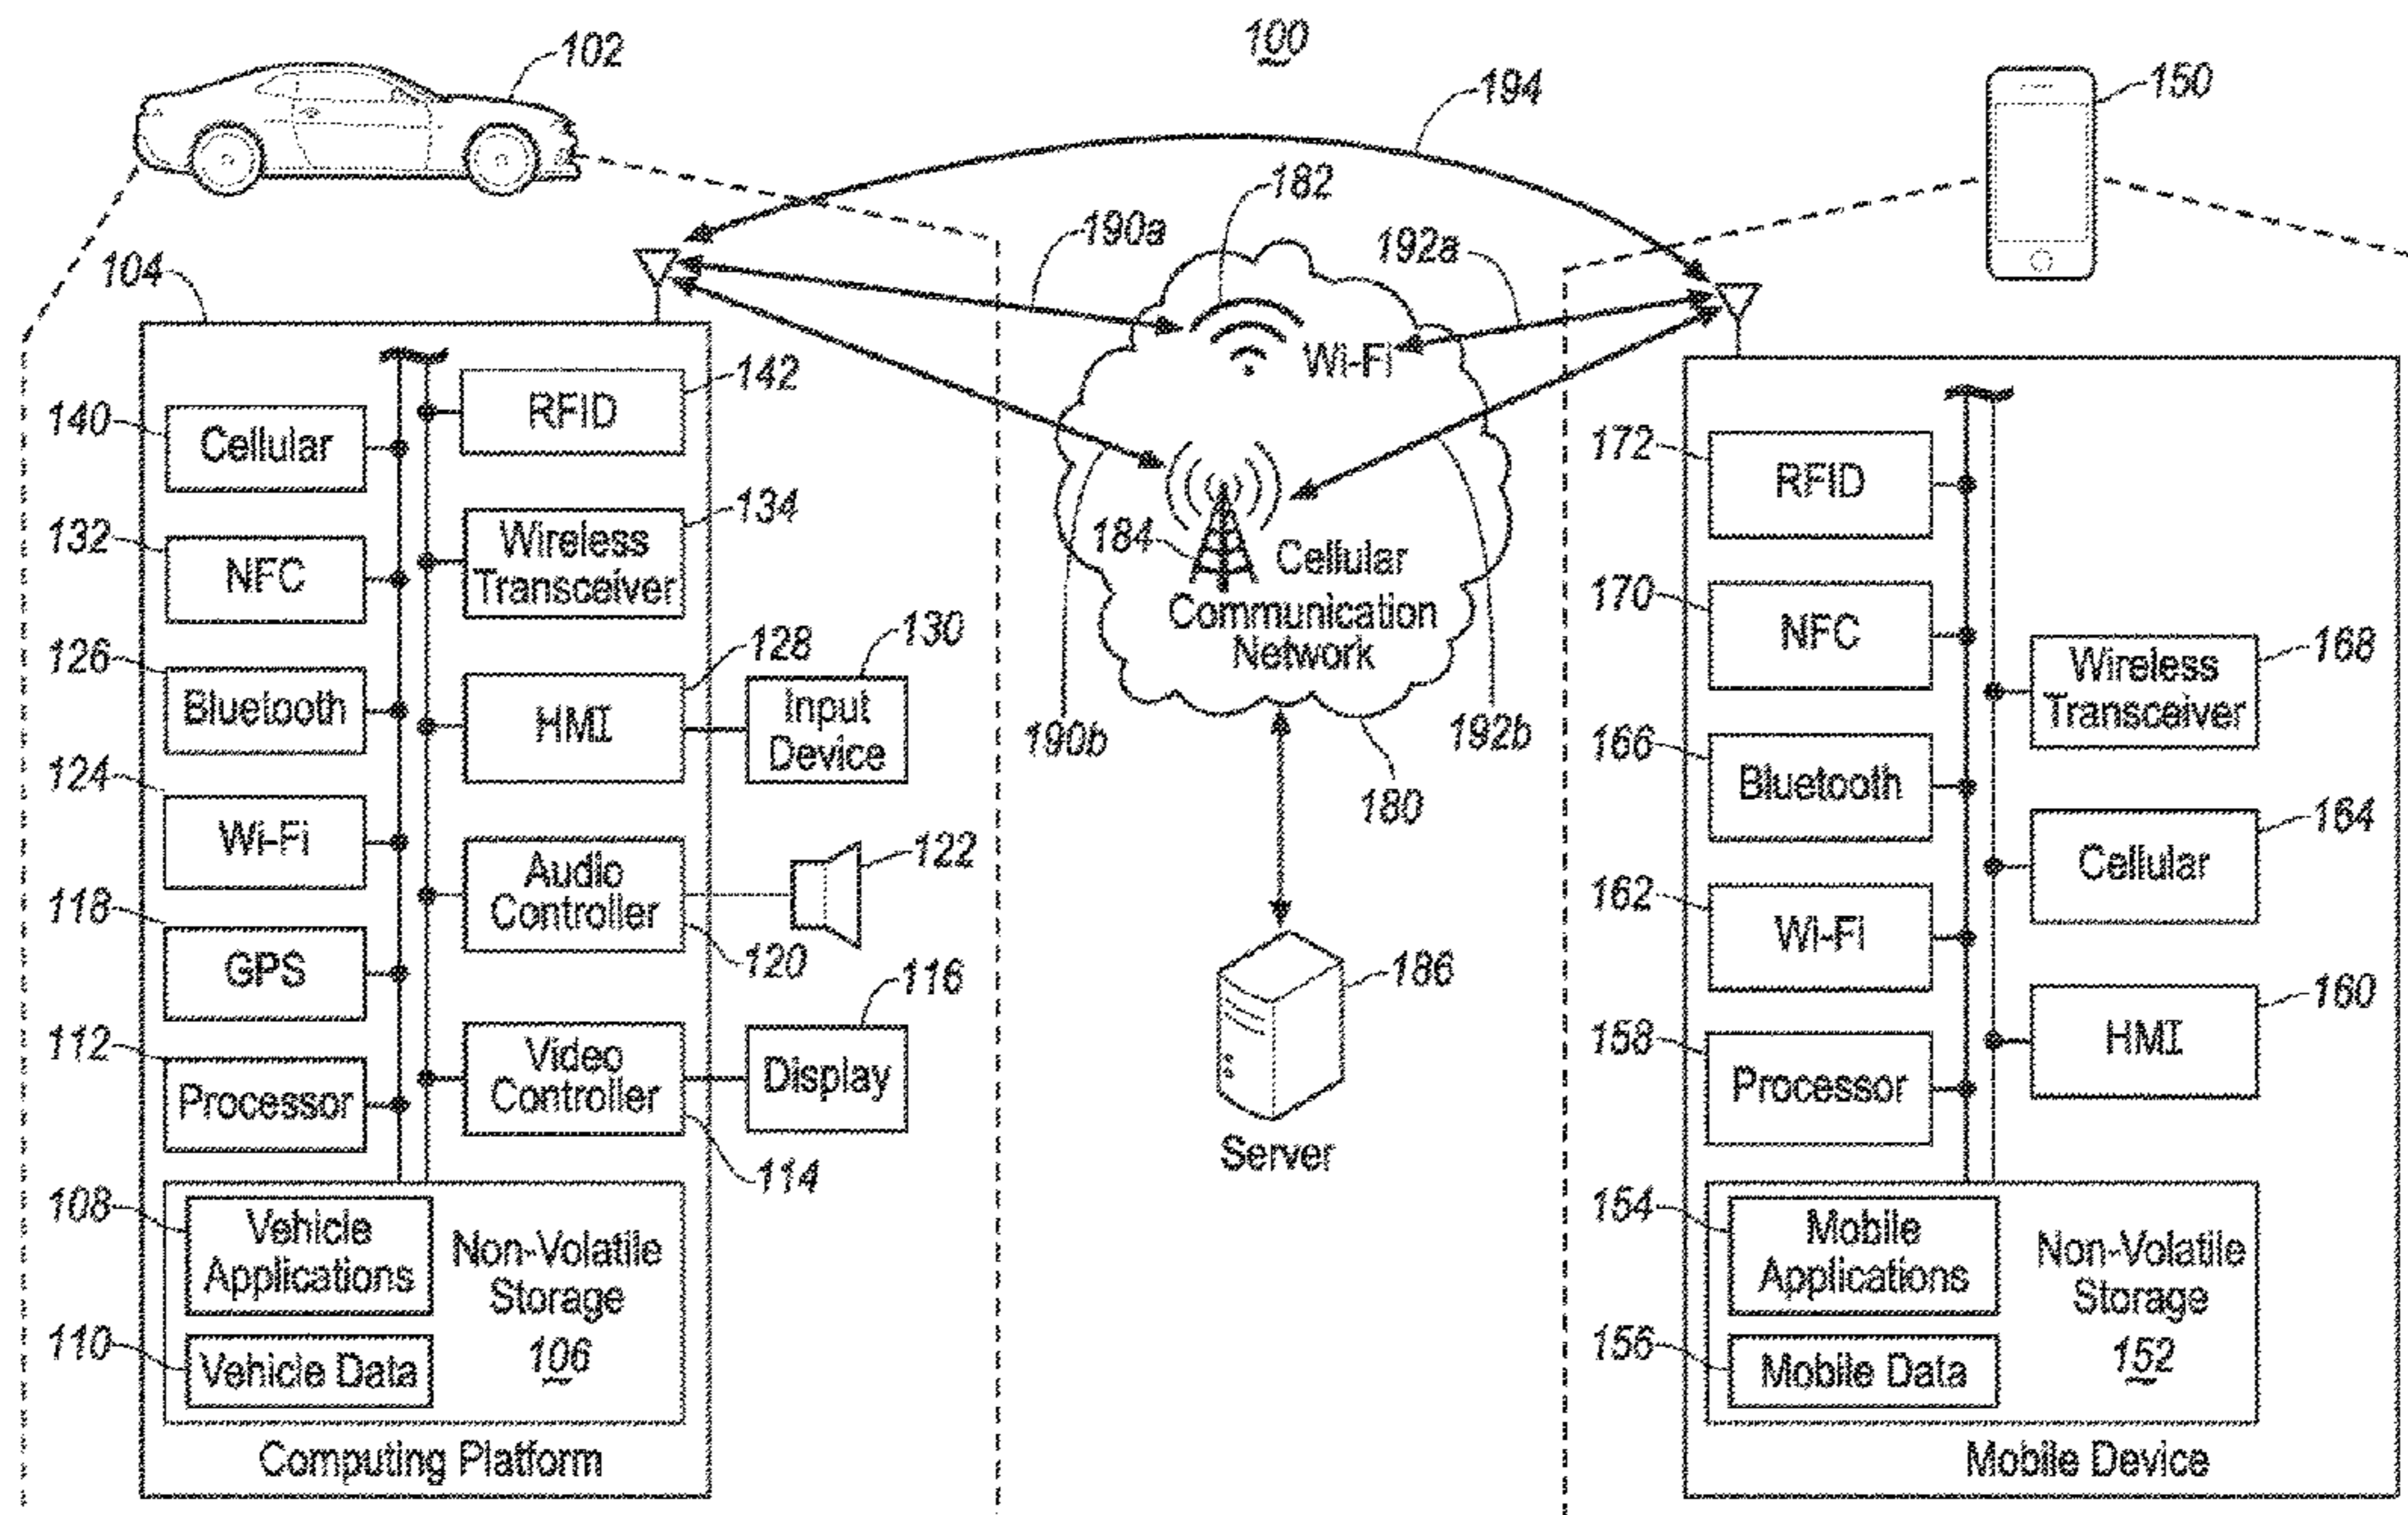 100
102
194
150
182
190a
192a
104
Wi-Fi
142
RFID
140
Cellular
172
RFID
134
Wireless
Transceiver
132
NFC
184
Cellular
Communication
Network
170
NFC
128
130
168
Wireless
Transceiver
126
Bluetooth
HMI
Input
Device
190b
192b
166
Bluetooth
124
Wi-Fi
180
164
Cellular
Audio
Controller
122
162
Wi-Fi
118
GPS
120
116
186
160
HMI
112
Processor
Video
Controller
Display
158
Processor
Server
114
108
Vehicle
Applications
Non-Volatile
Storage
106
154
Mobile
Applications
Non-Volatile
Storage
152
110
Vehicle Data
156
Mobile Data
Computing Platform
Mobile Device